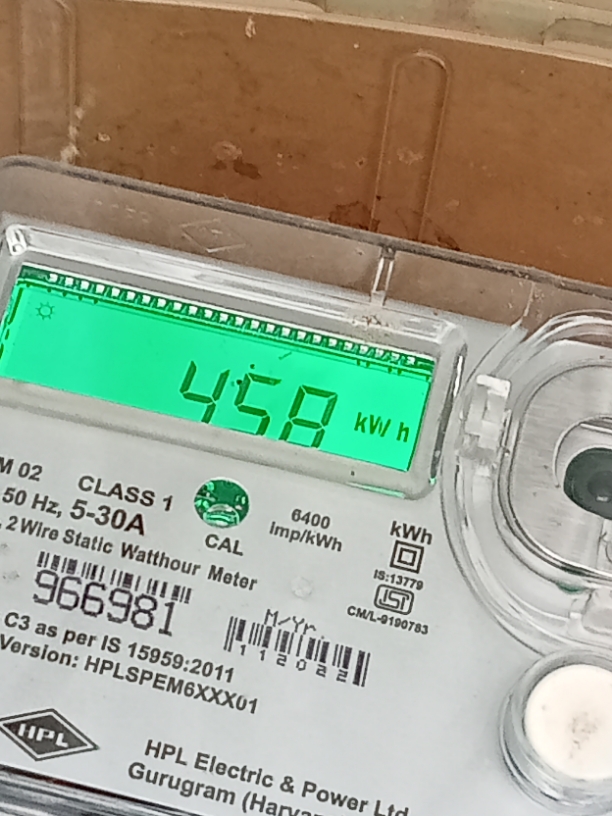 458 kWh
M 02 CLASS 1
50 Hz, 5-30A
CAL
6400
Imp/kWh
kWh
IS:13779
CM/L-9190783
2 Wire Static Watthour Meter
966981
M/Yr.
112022
C3 as per IS 15959:2011
Version: HPLSPEM6XXX01
HPL
HPL Electric & Power Ltd
Gurugram